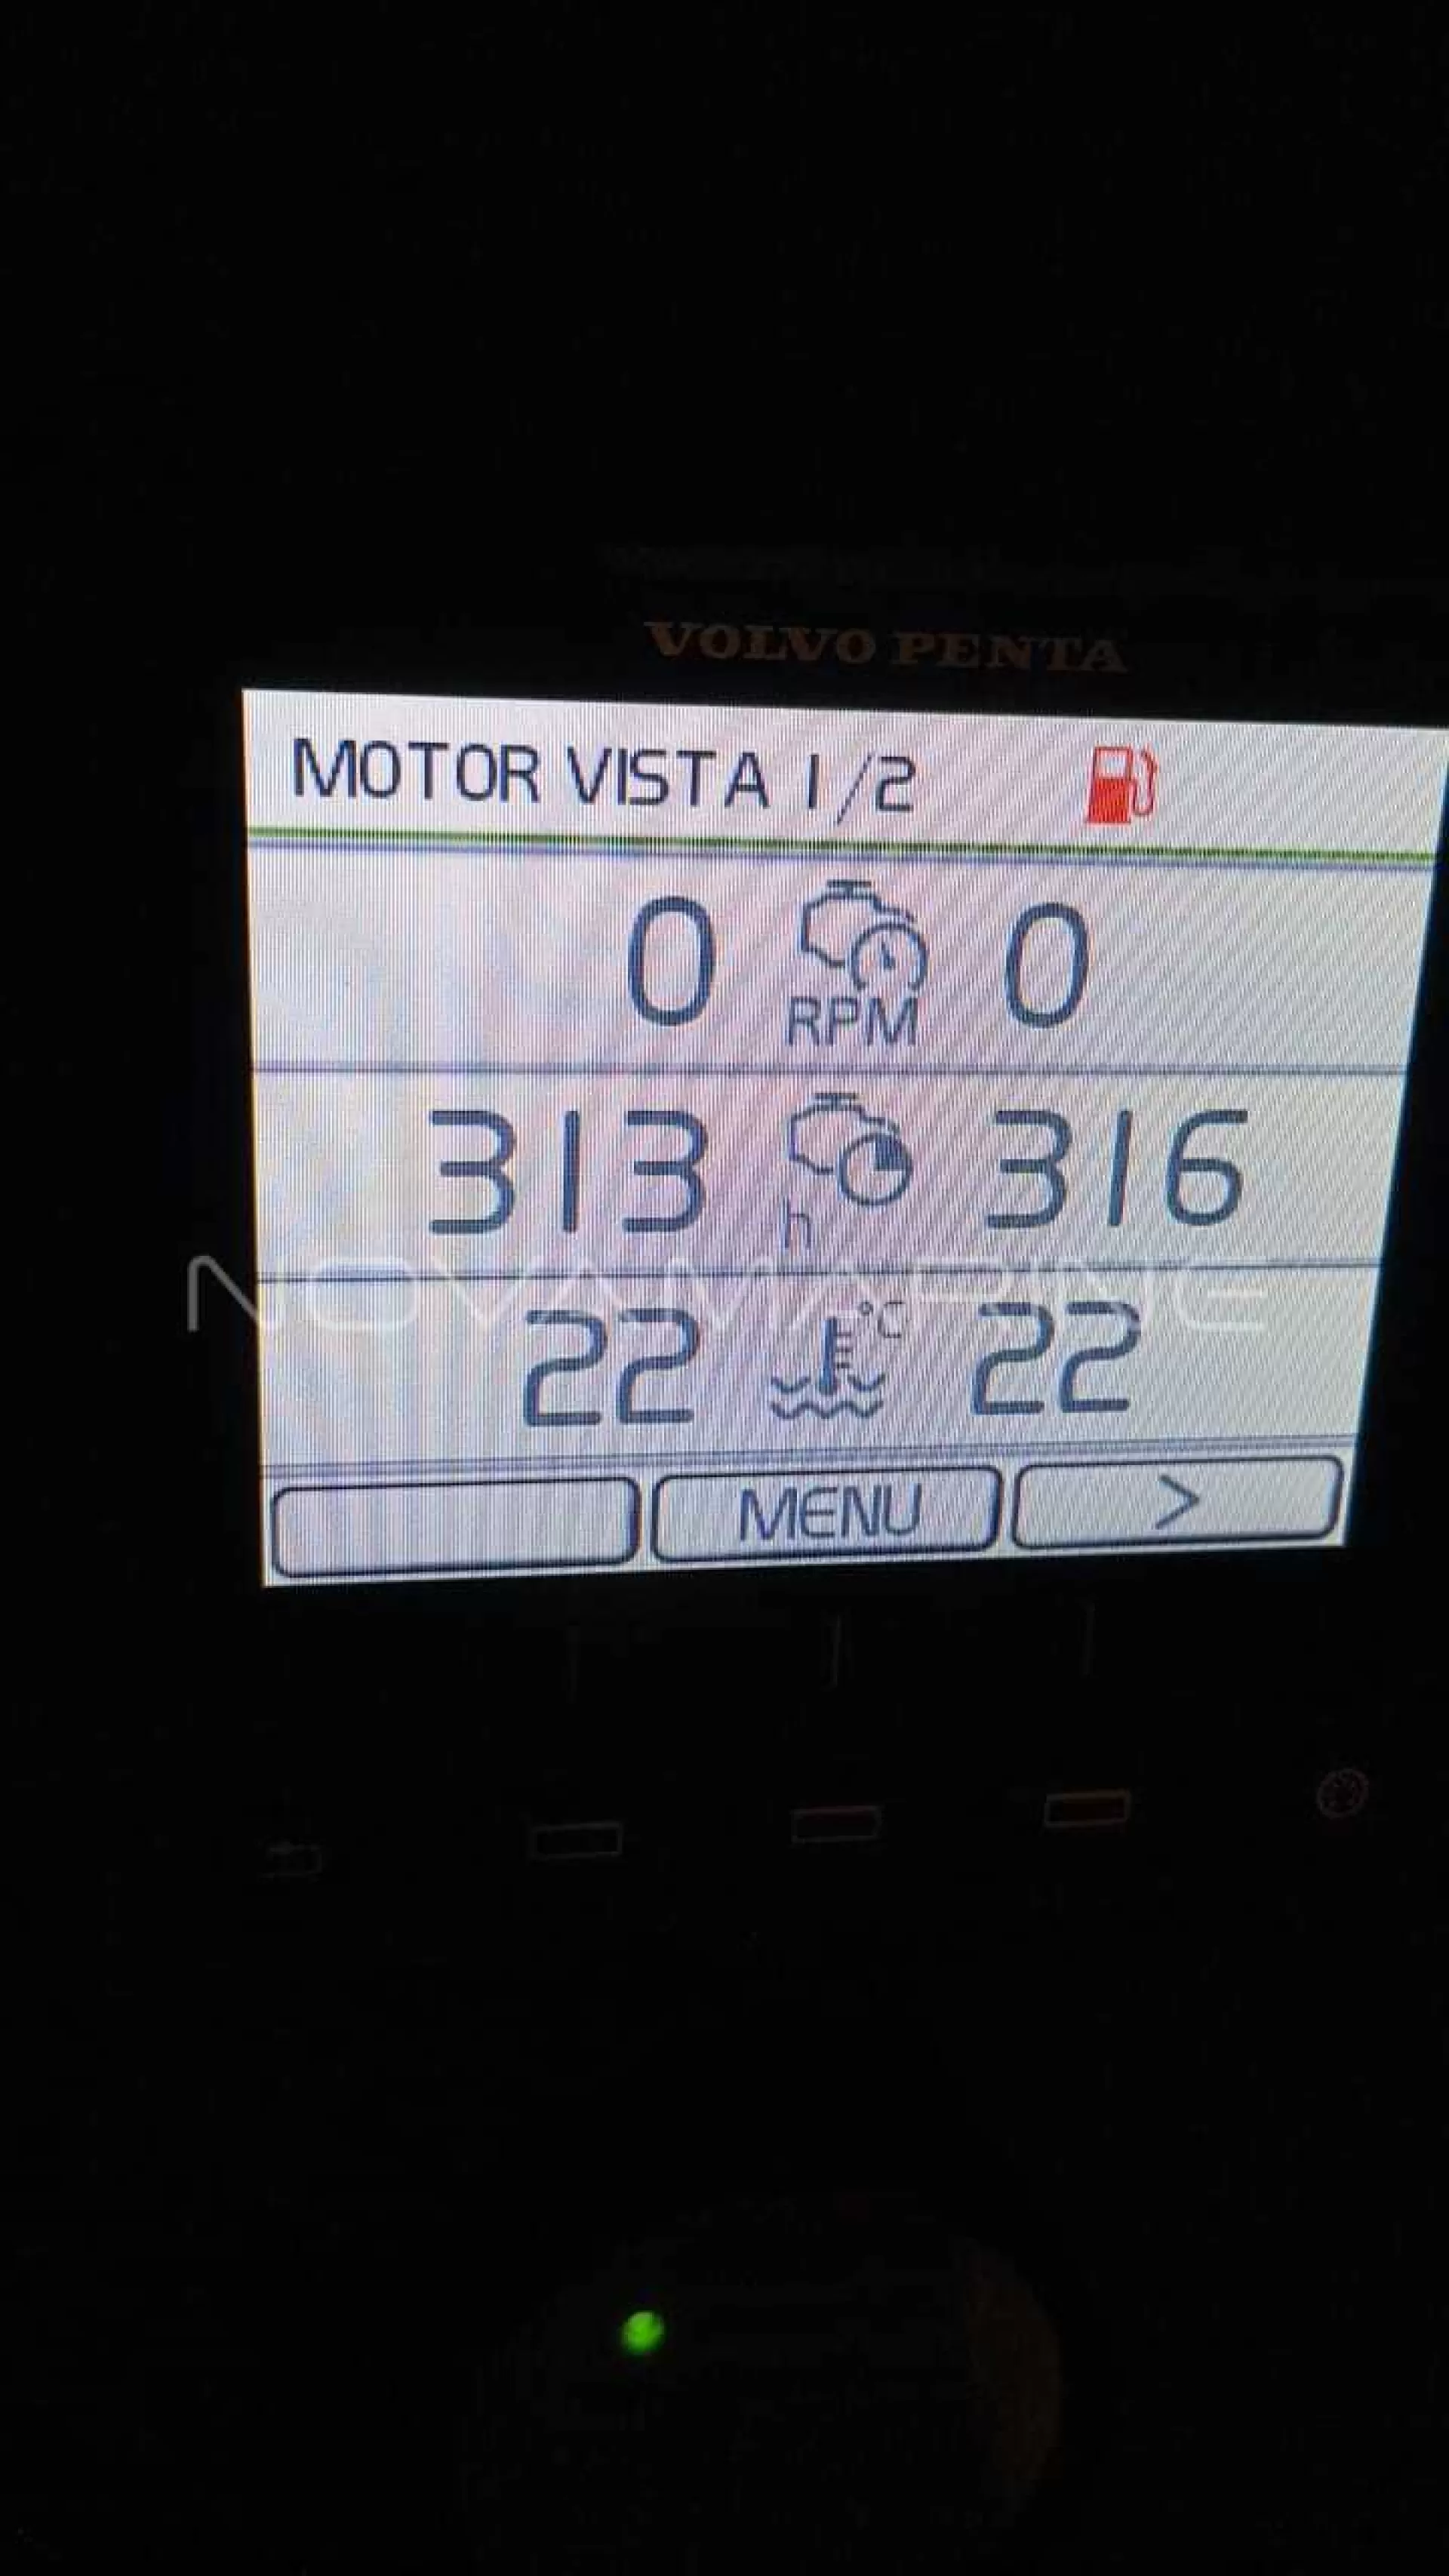 VOLVO PENTA
MOTOR VISTA 1/2
0 RPM 0
313 h 316
NOVAMARINE
22 °C 22
MENU >